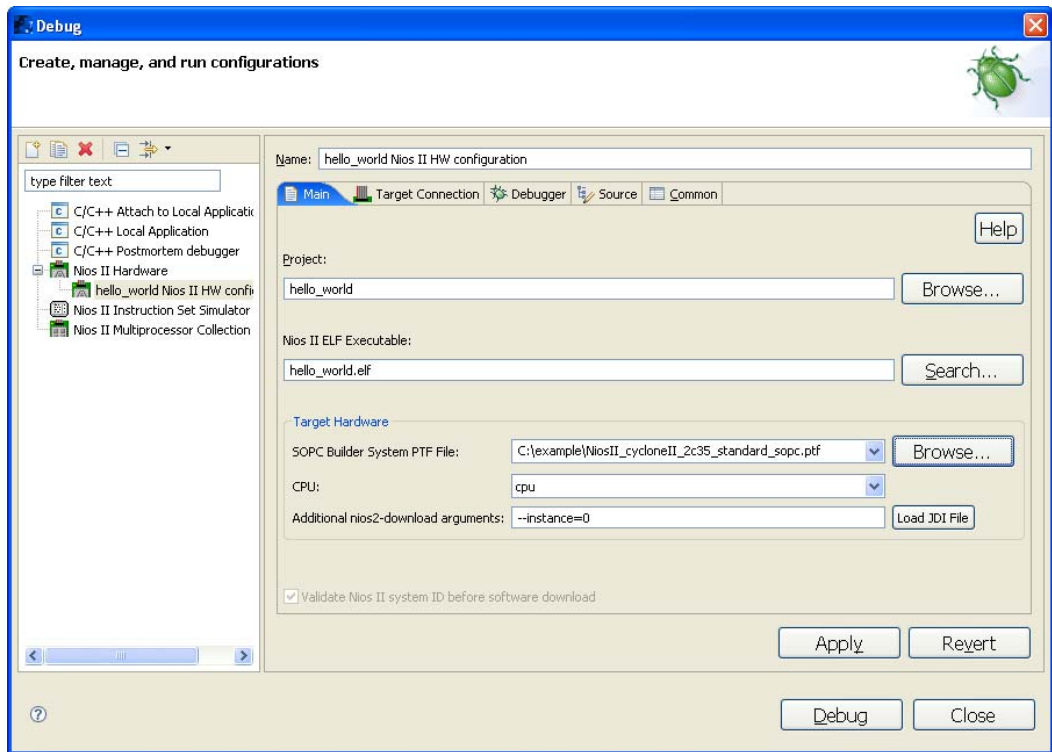 Debug
Create, manage, and run configurations
type filter text
C/C++ Attach to Local Applicatic
C/C++ Local Application
C/C++ Postmortem debugger
Nios II Hardware
hello_world Nios II HW confi
Nios II Instruction Set Simulator
Nios II Multiprocessor Collection
Name: hello_world Nios II HW configuration
Main Target Connection Debugger Source Common
Help
Project:
hello_world Browse...
Nios II ELF Executable:
hello_world.elf Search...
Target Hardware
SOPC Builder System PTF File: C:\example\NiosII_cycloneII_2c35_standard_sopc.ptf Browse...
CPU: cpu
Additional nios2-download arguments: --instance=0 Load JDI File
Validate Nios II system ID before software download
Apply Revert
Debug Close